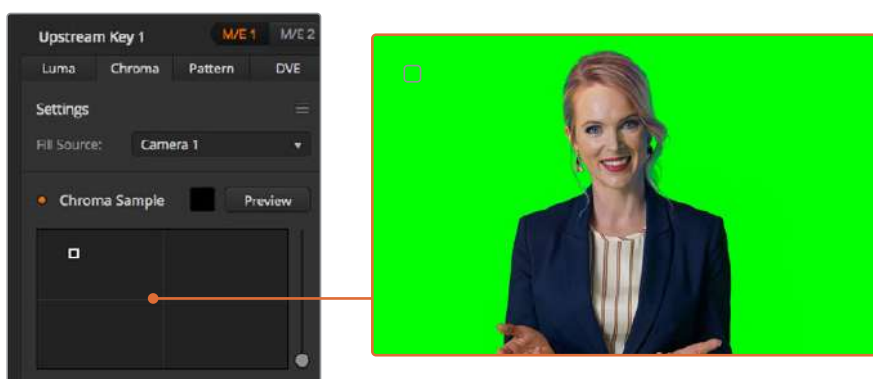 Upstream Key 1 M/E 1 M/E 2
Luma Chroma Pattern DVE
Settings
Fill Source: Camera 1
Chroma Sample Preview